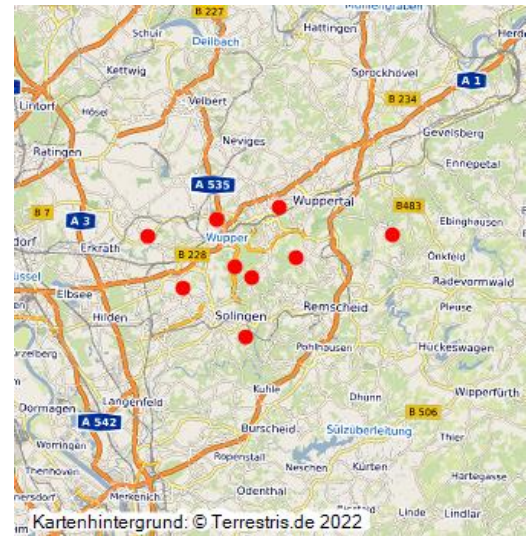 Mühlengraben
B 227
Hattingen
Schuir
Deilbach
Herde
Kettwig
Sprockhövel
A 1
Lintorf
Hösel
Velbert
B 234
Gevelsberg
Neviges
Ratingen
Ennepetal
A 535
Wuppertal
B 7
A 3
B483
Ebinghausen
dorf
Erkrath
Wupper
B 228
Önkfeld
üssel
Elbsee
Radevormwald
Hilden
Solingen
Remscheid
Pleuse
Pohlhausen
Hückeswagen
Kuhle
Dhünn
Wipperfürth
Dormagen
Langenfeld
A 542
Burscheid
B 506
Sülzüberleitung
Worringen
Ropenstall
Thier
Thenhoven
Neschen
Kürten
Hartegasse
Merkenich
Odenthal
Linde
Lindlar
Kartenhintergrund: © Terrestris.de 2022